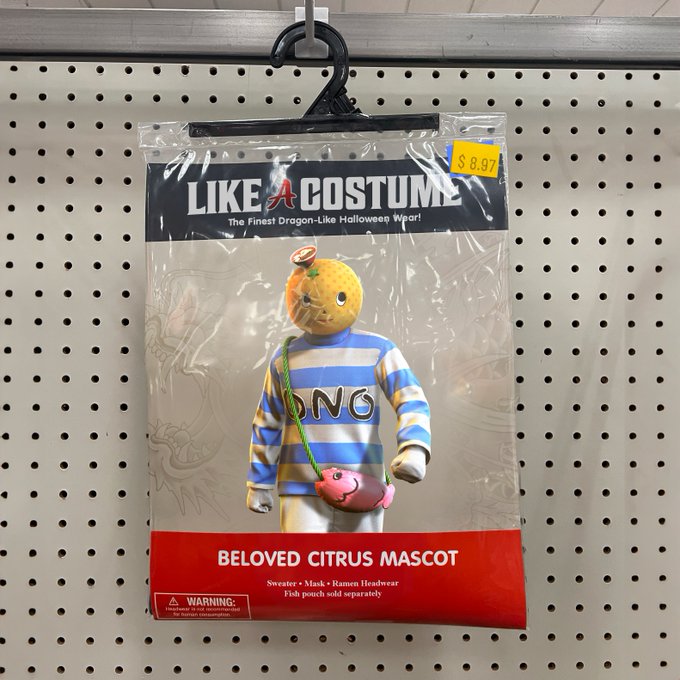 $ 8.97
LIKE A COSTUME
The Finest Dragon-Like Halloween Wear!
ONO
BELOVED CITRUS MASCOT
Sweater • Mask • Ramen Headwear
Fish pouch sold separately
⚠ WARNING:
Headwear is not recommended
for human consumption.